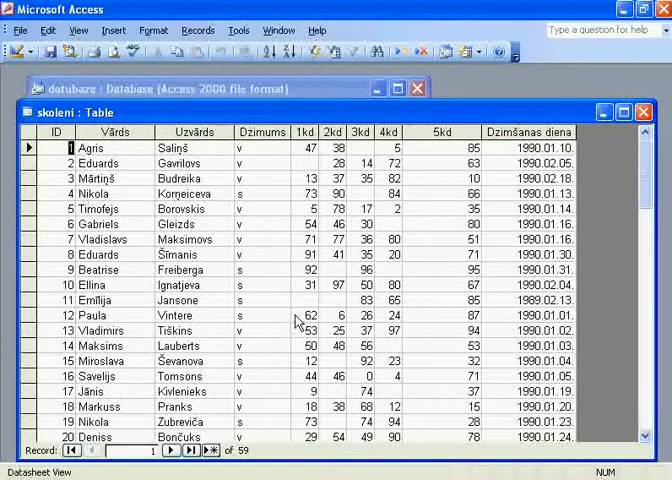 Microsoft Access
File Edit View Insert Format Records Tools Window Help Type a question for help
datubaze : Database (Access 2000 file format)
skoleni : Table
ID Vārds Uzvārds Dzimums 1kd 2kd 3kd 4kd 5kd Dzimšanas diena
1 Agris Saliņš v 47 38 5 85 1990.01.10.
2 Eduards Gavrilovs v 28 14 72 63 1990.02.05.
3 Mārtiņš Budreika v 13 37 35 82 10 1990.02.18.
4 Nikola Korņeiceva s 73 90 84 66 1990.01.13.
5 Timofejs Borovskis v 5 78 17 2 35 1990.01.14.
6 Gabriels Gleizds v 54 46 30 80 1990.01.16.
7 Vladislavs Maksimovs v 71 77 36 80 51 1990.01.16.
8 Eduards Šīmanis v 91 41 35 20 71 1990.01.30.
9 Beatrise Freiberga s 92 96 95 1990.01.31.
10 Ellina Ignatjeva s 31 97 50 80 67 1990.02.04.
11 Emīlija Jansone s 83 65 85 1989.02.13.
12 Paula Vintere s 62 6 26 24 87 1990.01.01.
13 Vladimirs Tiškins v 53 25 37 97 94 1990.01.02.
14 Maksims Lauberts v 50 48 56 53 1990.01.03.
15 Miroslava Ševanova s 12 92 23 32 1990.01.04.
16 Savelijs Tomsons v 44 46 0 4 71 1990.01.05.
17 Jānis Kivlenieks v 9 74 37 1990.01.19.
18 Markuss Pranks v 18 38 68 12 15 1990.01.20.
19 Nikola Zubreviča s 73 74 94 28 1990.01.23.
20 Deniss Bončuks v 29 54 49 90 78 1990.01.24.
Record: 1 of 59
Datasheet View NUM